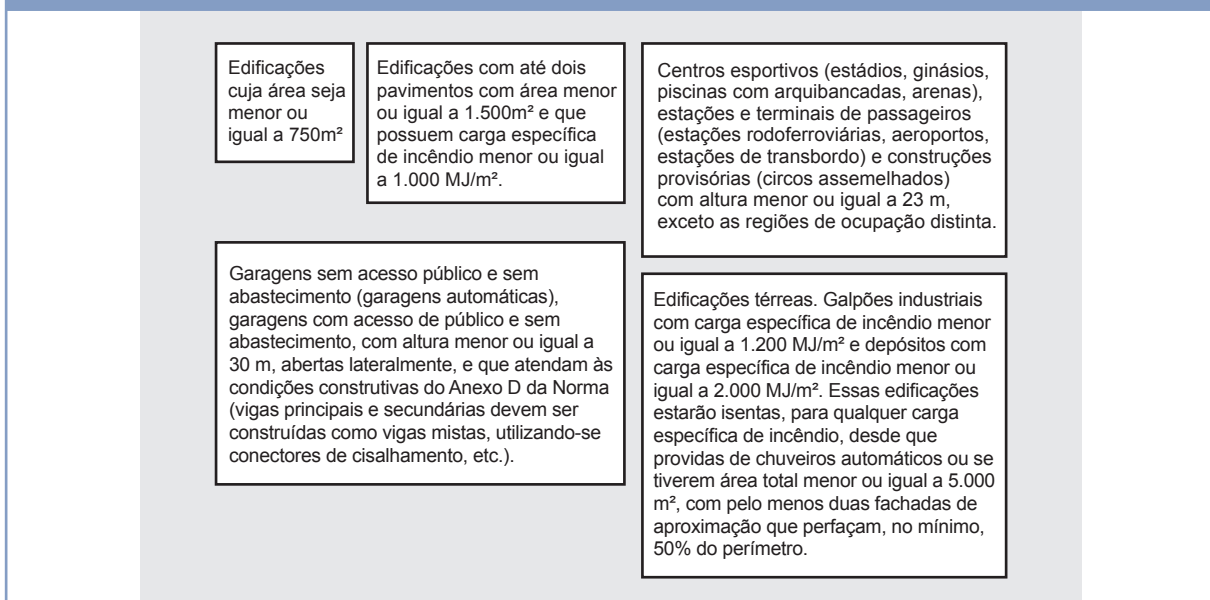 Edificações
cuja área seja
menor ou
igual a 750m²
Edificações com até dois
pavimentos com área menor
ou igual a 1.500m² e que
possuem carga específica
de incêndio menor ou igual
a 1.000 MJ/m².
Centros esportivos (estádios, ginásios,
piscinas com arquibancadas, arenas),
estações e terminais de passageiros
(estações rodoferroviárias, aeroportos,
estações de transbordo) e construções
provisórias (circos assemelhados)
com altura menor ou igual a 23 m,
exceto as regiões de ocupação distinta.
Garagens sem acesso público e sem
abastecimento (garagens automáticas),
garagens com acesso de público e sem
abastecimento, com altura menor ou igual a
30 m, abertas lateralmente, e que atendam às
condições construtivas do Anexo D da Norma
(vigas principais e secundárias devem ser
construídas como vigas mistas, utilizando-se
conectores de cisalhamento, etc.).
Edificações térreas. Galpões industriais
com carga específica de incêndio menor
ou igual a 1.200 MJ/m² e depósitos com
carga específica de incêndio menor ou
igual a 2.000 MJ/m². Essas edificações
estarão isentas, para qualquer carga
específica de incêndio, desde que
providas de chuveiros automáticos ou se
tiverem área total menor ou igual a 5.000
m², com pelo menos duas fachadas de
aproximação que perfaçam, no mínimo,
50% do perímetro.